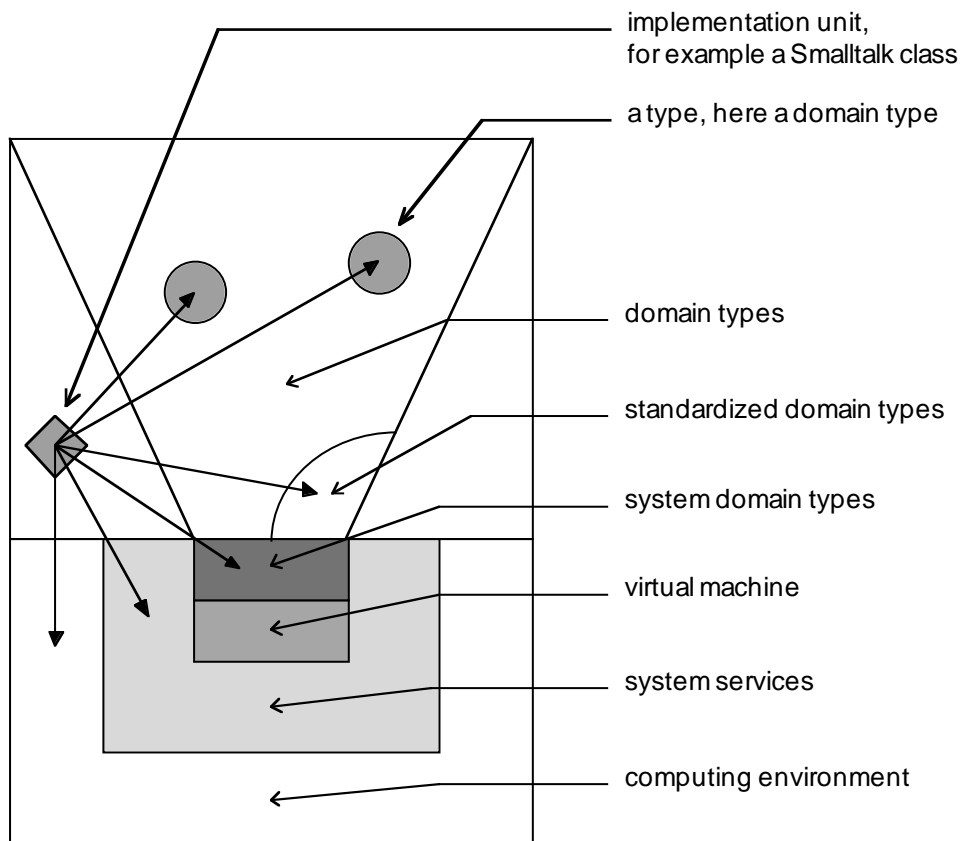 implementation unit,
for example a Smalltalk class
a type, here a domain type
domain types
standardized domain types
system domain types
virtual machine
system services
computing environment